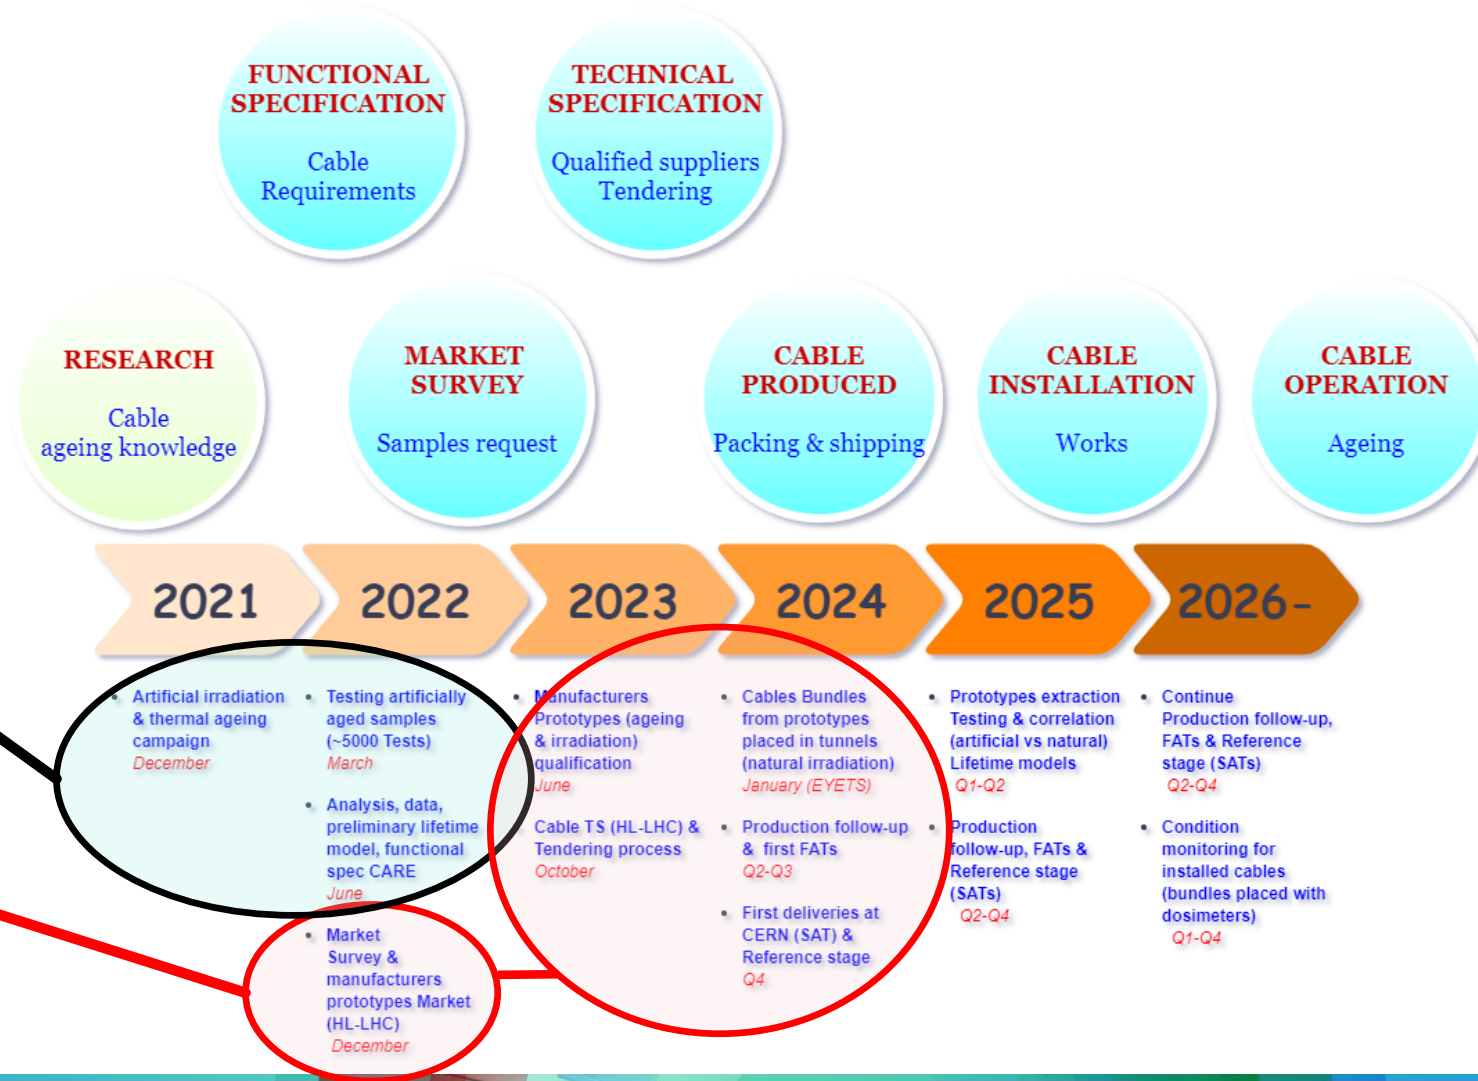 FUNCTIONAL
SPECIFICATION
Cable
Requirements
TECHNICAL
SPECIFICATION
Qualified suppliers
Tendering
RESEARCH
Cable
ageing knowledge
MARKET
SURVEY
Samples request
CABLE
PRODUCED
Packing & shipping
CABLE
INSTALLATION
Works
CABLE
OPERATION
Ageing
2021
2022
2023
2024
2025
2026-
• Artificial irradiation
& thermal ageing
campaign
December
• Testing artificially
aged samples
(~5000 Tests)
March
• Analysis, data,
preliminary lifetime
model, functional
spec CARE
June
• Market
Survey &
manufacturers
prototypes Market
(HL-LHC)
December
• Manufacturers
Prototypes (ageing
& irradiation)
qualification
June
Cable TS (HL-LHC) &
Tendering process
October
• Cables Bundles
from prototypes
placed in tunnels
(natural irradiation)
January (EYETS)
• Production follow-up
& first FATs
Q2-Q3
• First deliveries at
CERN (SAT) &
Reference stage
Q4
• Prototypes extraction
Testing & correlation
(artificial vs natural)
Lifetime models
Q1-Q2
• Production
follow-up, FATs &
Reference stage
(SATs)
Q2-Q4
• Continue
Production follow-up,
FATs & Reference
stage (SATs)
Q2-Q4
• Condition
monitoring for
installed cables
(bundles placed with
dosimeters)
Q1-Q4